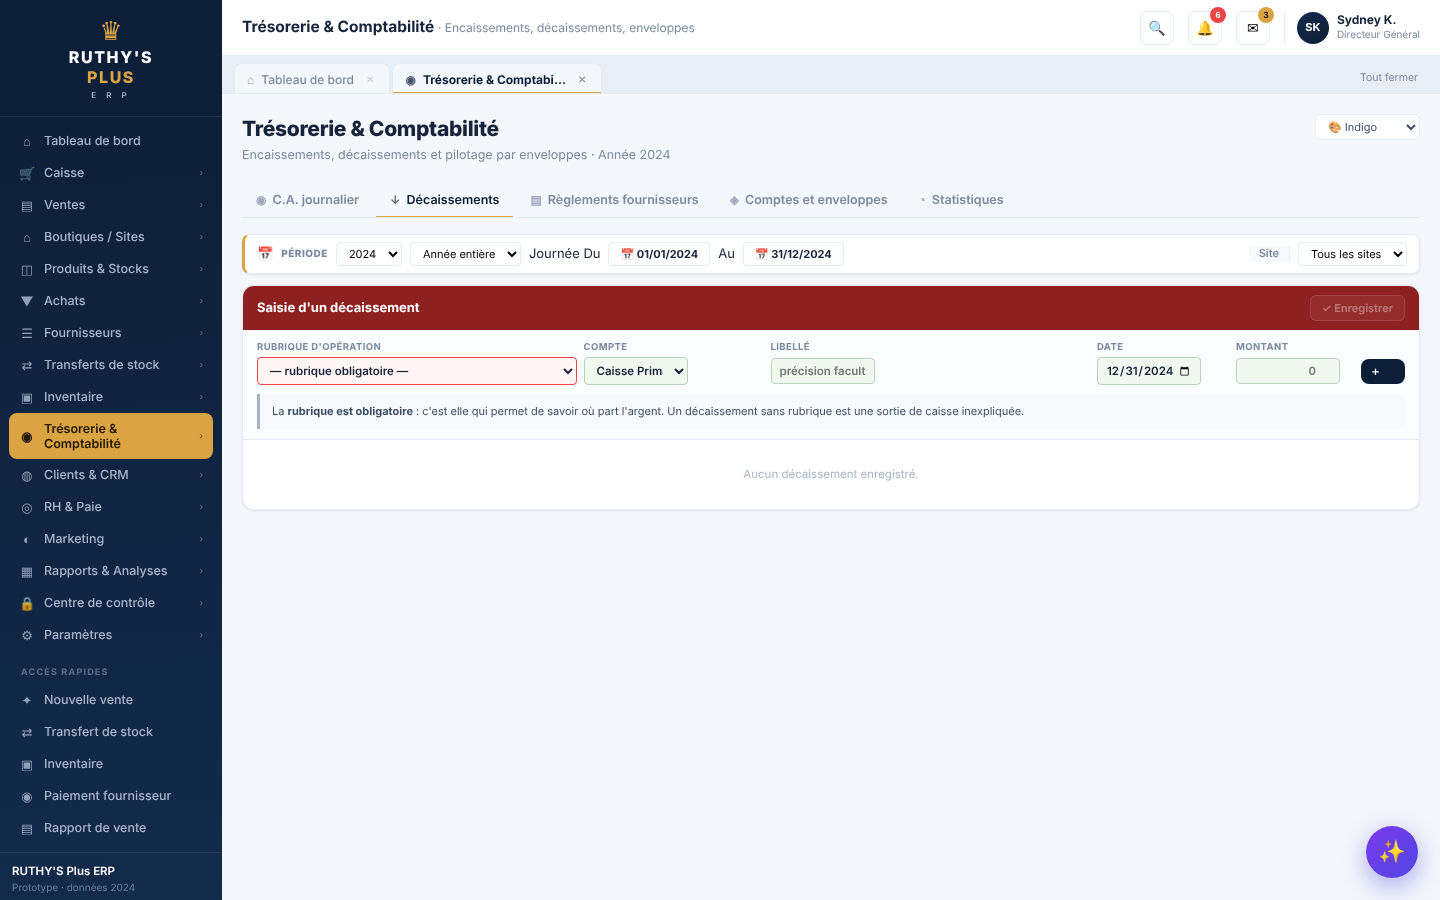 RUTHY'S
PLUS
E R P
Tableau de bord
Caisse
Ventes
Boutiques / Sites
Produits & Stocks
Achats
Fournisseurs
Transferts de stock
Inventaire
Trésorerie &
Comptabilité
Clients & CRM
RH & Paie
Marketing
Rapports & Analyses
Centre de contrôle
Paramètres
ACCÈS RAPIDES
Nouvelle vente
Transfert de stock
Inventaire
Paiement fournisseur
Rapport de vente
RUTHY'S Plus ERP
Prototype · données 2024
Trésorerie & Comptabilité · Encaissements, décaissements, enveloppes
6
3
SK
Sydney K.
Directeur Général
Tableau de bord ×
Trésorerie & Comptabi... ×
Tout fermer
Trésorerie & Comptabilité
Encaissements, décaissements et pilotage par enveloppes · Année 2024
Indigo
C.A. journalier
↓ Décaissements
Règlements fournisseurs
Comptes et enveloppes
Statistiques
PÉRIODE 2024 Année entière Journée Du 01/01/2024 Au 31/12/2024 Site Tous les sites
Saisie d'un décaissement
✓ Enregistrer
RUBRIQUE D'OPÉRATION COMPTE LIBELLÉ DATE MONTANT
— rubrique obligatoire — Caisse Prim précision facult 12/31/2024 0 +
La rubrique est obligatoire : c'est elle qui permet de savoir où part l'argent. Un décaissement sans rubrique est une sortie de caisse inexpliquée.
Aucun décaissement enregistré.